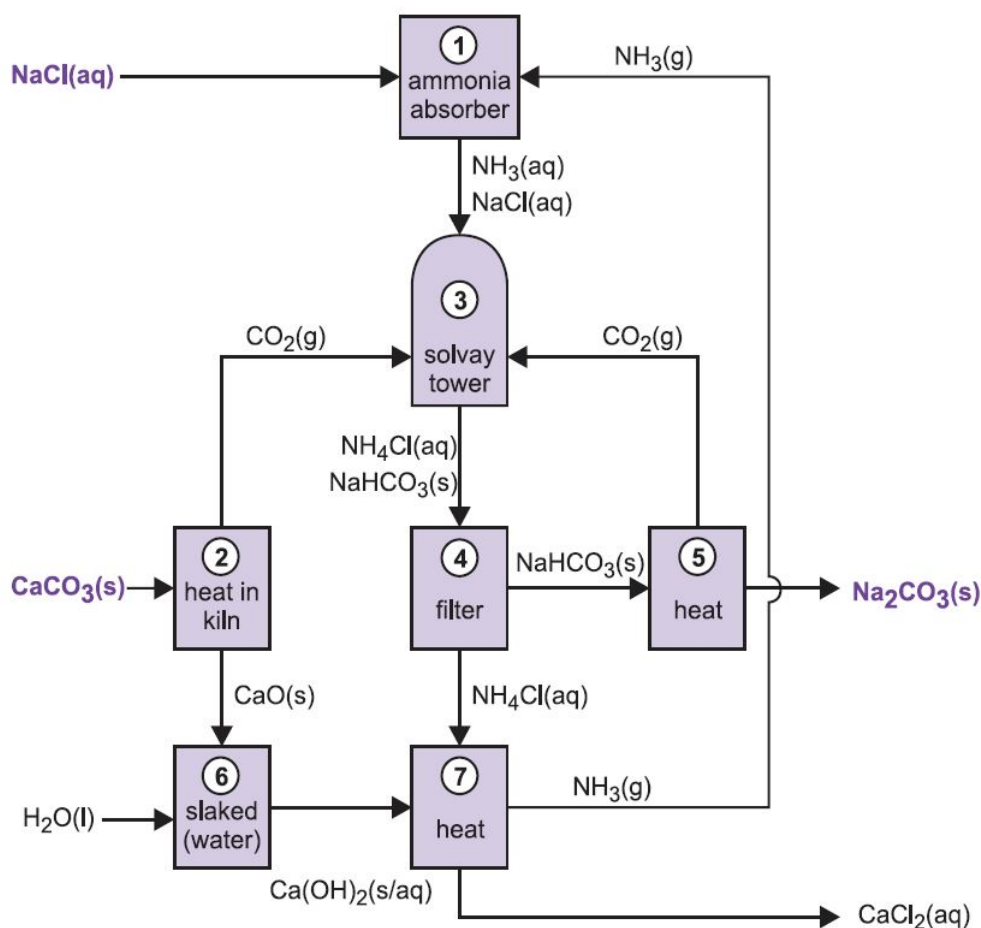 NaCl(aq)
1
ammonia
absorber
NH₃(g)
NH₃(aq)
NaCl(aq)
3
solvay
tower
CO₂(g)
CO₂(g)
NH₄Cl(aq)
NaHCO₃(s)
CaCO₃(s)
2
heat in
kiln
4
filter
NaHCO₃(s)
5
heat
Na₂CO₃(s)
CaO(s)
NH₄Cl(aq)
H₂O(l)
6
slaked
(water)
7
heat
NH₃(g)
Ca(OH)₂(s/aq)
CaCl₂(aq)